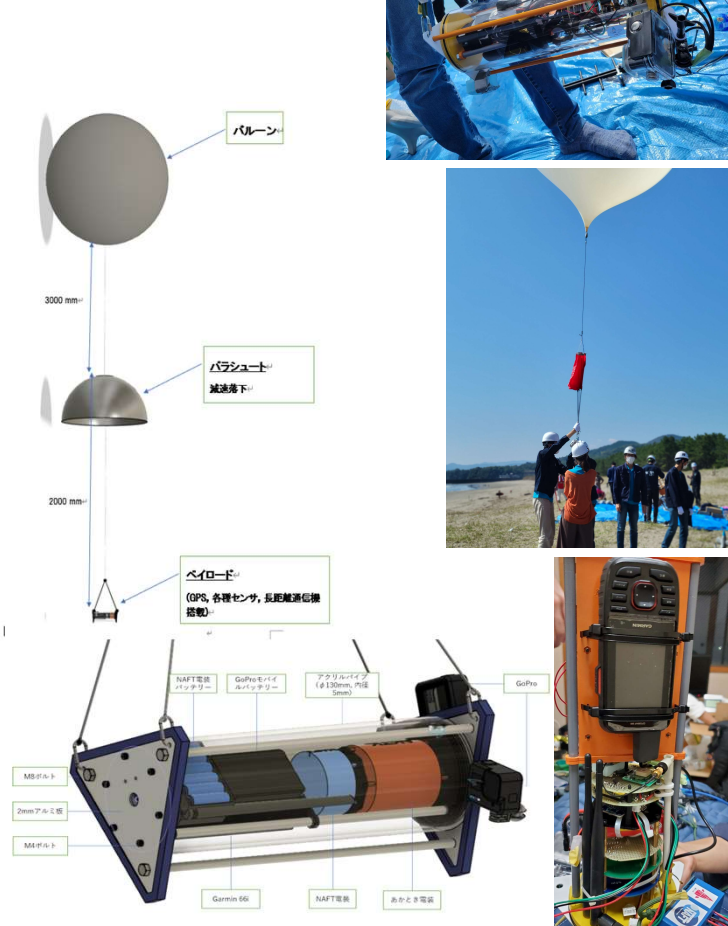 バルーン
3000 mm
パラシュート
減速落下
2000 mm
ペイロード
(GPS, 各種センサ, 長距離通信機
搭載)
NAFT電装
バッテリー
GoProモバイ
ルバッテリー
アクリルパイプ
(φ130mm, 内径
5mm)
GoPro
M8ボルト
2mmアルミ板
M4ボルト
Garmin 66i
NAFT電装
あかとき電装
GARMIN